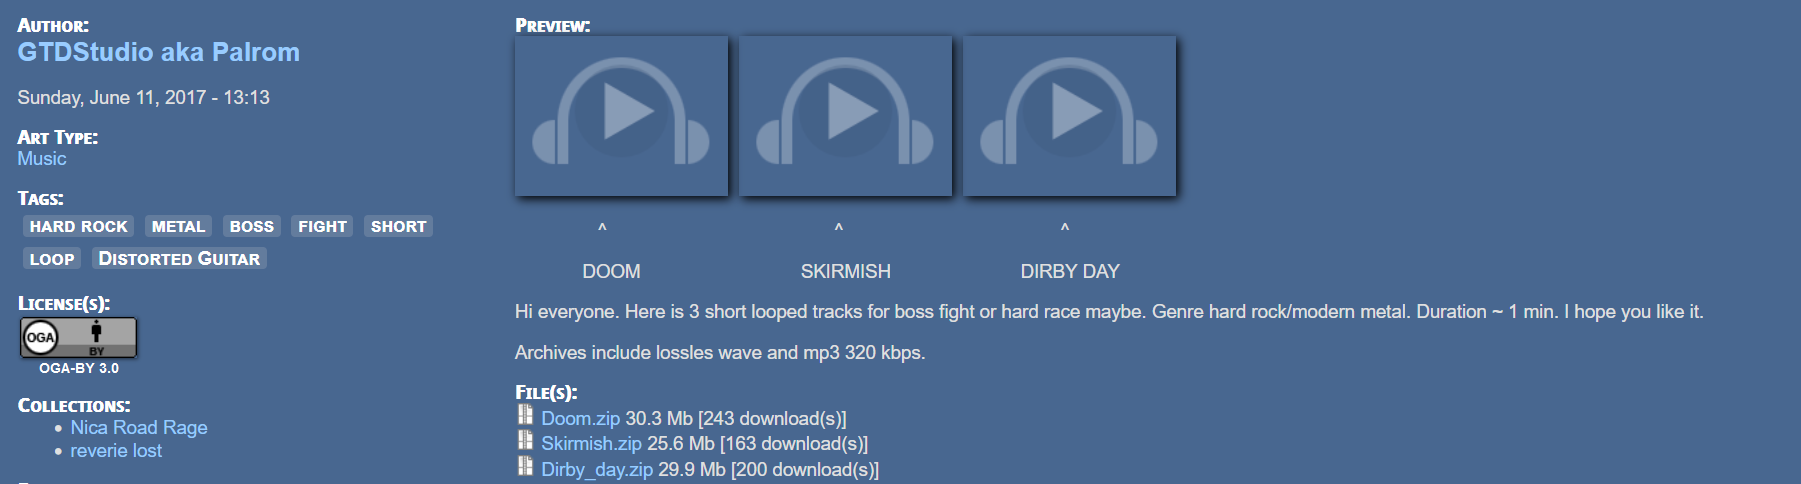 Author:
GTDStudio aka Palrom
Sunday, June 11, 2017 - 13:13
Art Type:
Music
Tags:
HARD ROCK METAL BOSS FIGHT SHORT
LOOP DISTORTED GUITAR
License(s):
OGA BY
OGA-BY 3.0
Collections:
Nica Road Rage
reverie lost
Preview:
^ ^ ^
DOOM SKIRMISH DIRBY DAY
Hi everyone. Here is 3 short looped tracks for boss fight or hard race maybe. Genre hard rock/modern metal. Duration ~ 1 min. I hope you like it.
Archives include lossles wave and mp3 320 kbps.
File(s):
Doom.zip 30.3 Mb [243 download(s)]
Skirmish.zip 25.6 Mb [163 download(s)]
Dirby_day.zip 29.9 Mb [200 download(s)]